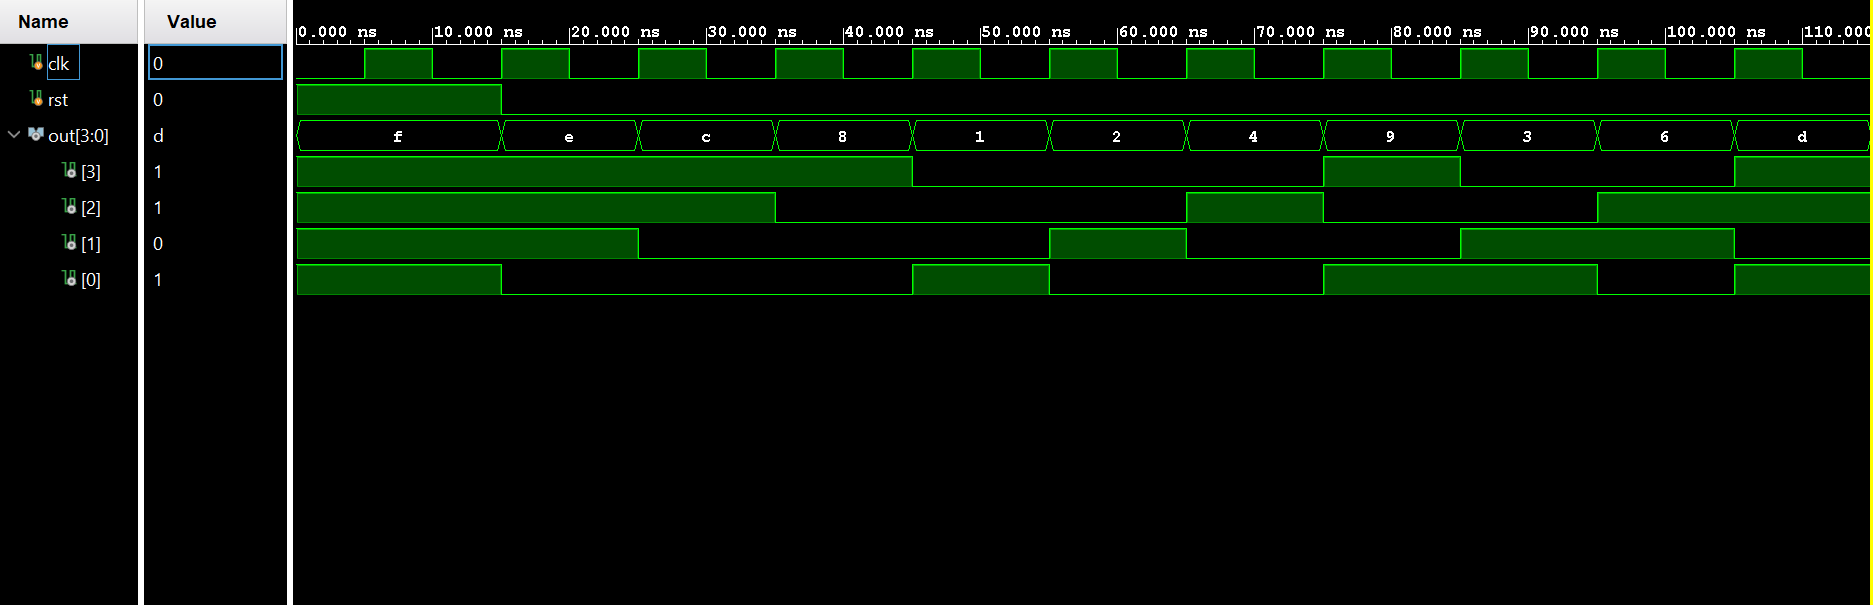 Name Value
0.000 ns 10.000 ns 20.000 ns 30.000 ns 40.000 ns 50.000 ns 60.000 ns 70.000 ns 80.000 ns 90.000 ns 100.000 ns 110.000
clk 0
rst 0
out[3:0] d f e c 8 1 2 4 9 3 6 d
[3] 1
[2] 1
[1] 0
[0] 1